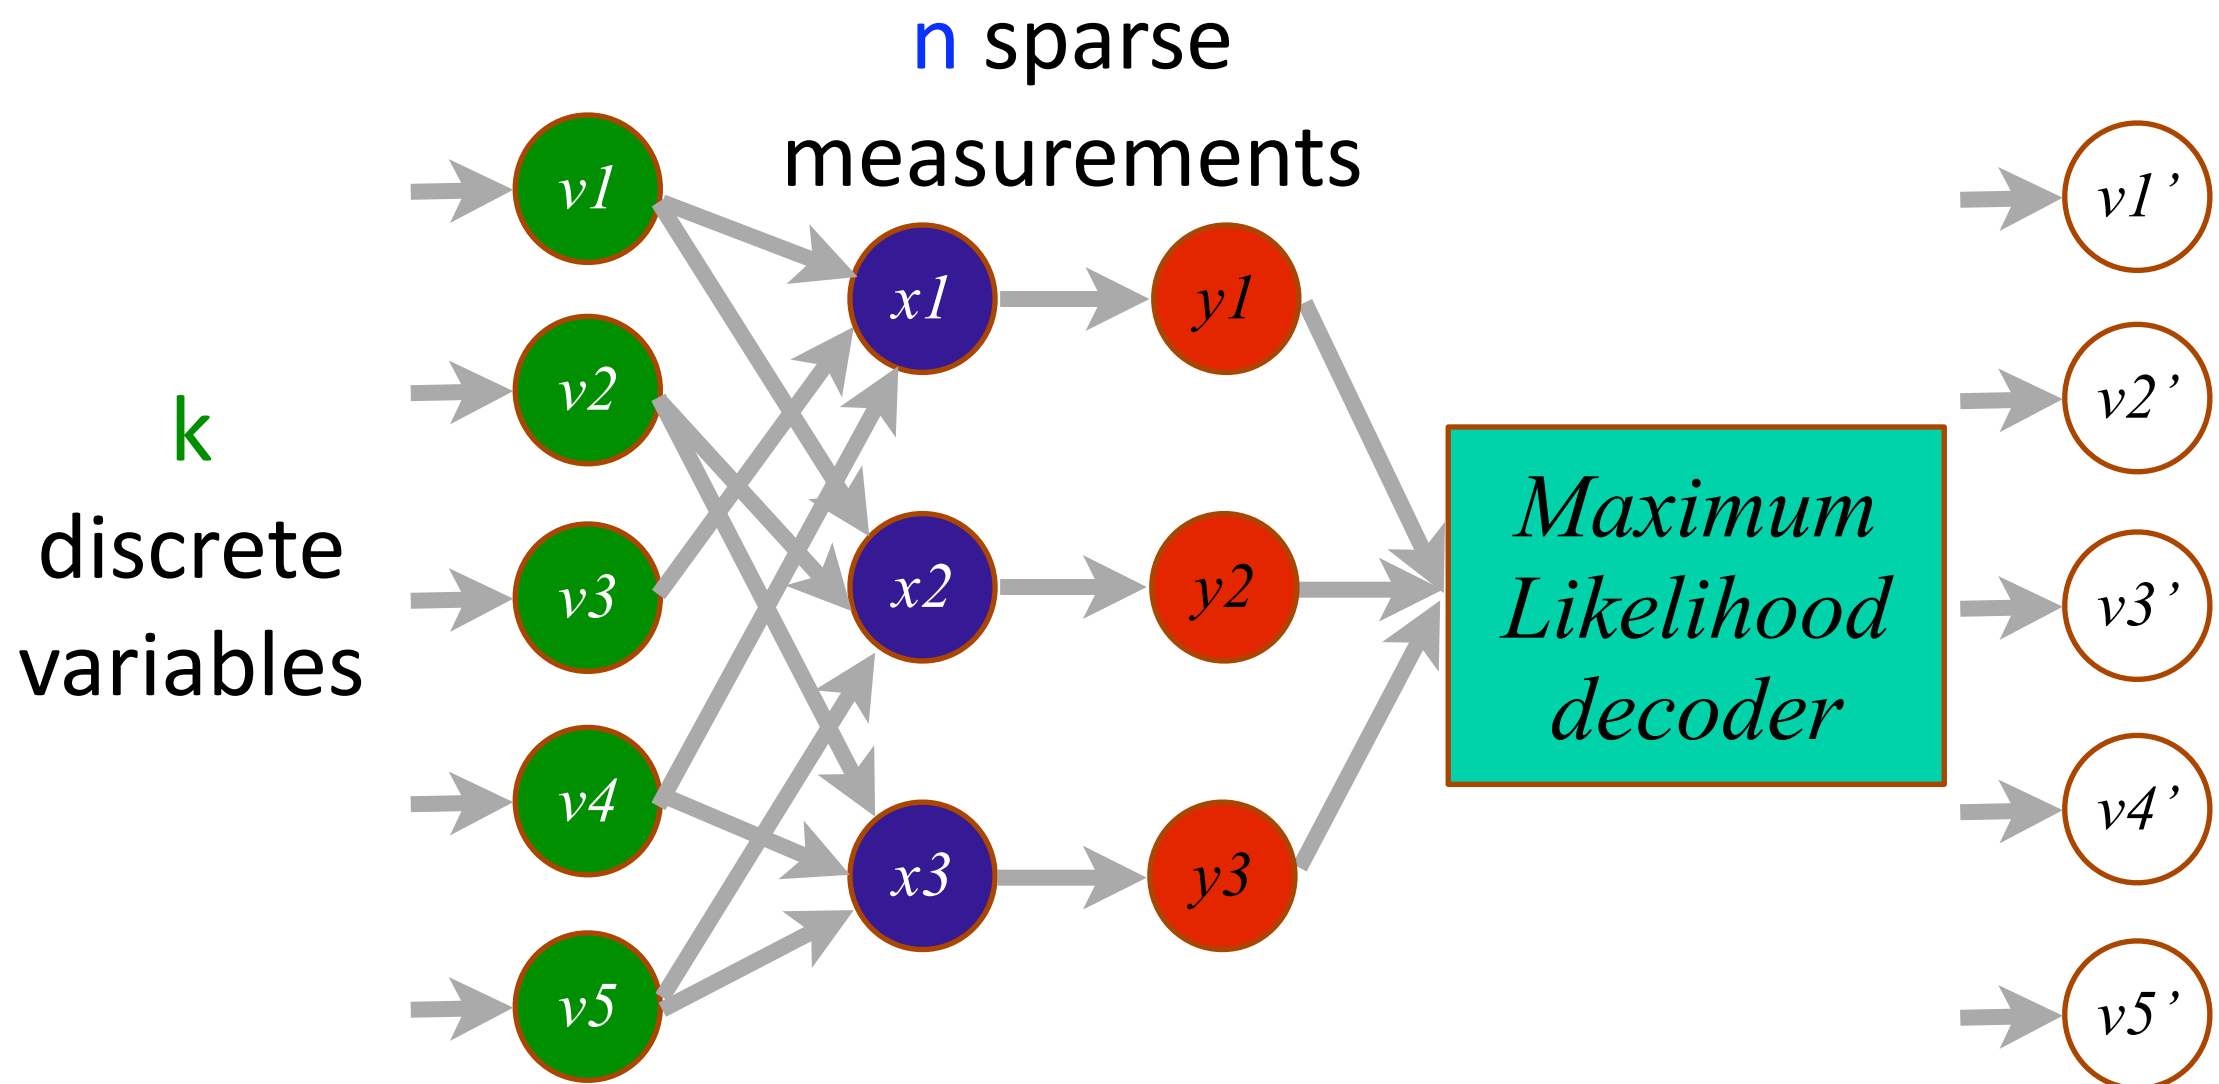 n sparse
measurements
k
discrete
variables
v1
v2
v3
v4
v5
x1
x2
x3
y1
y2
y3
Maximum
Likelihood
decoder
v1’
v2’
v3’
v4’
v5’